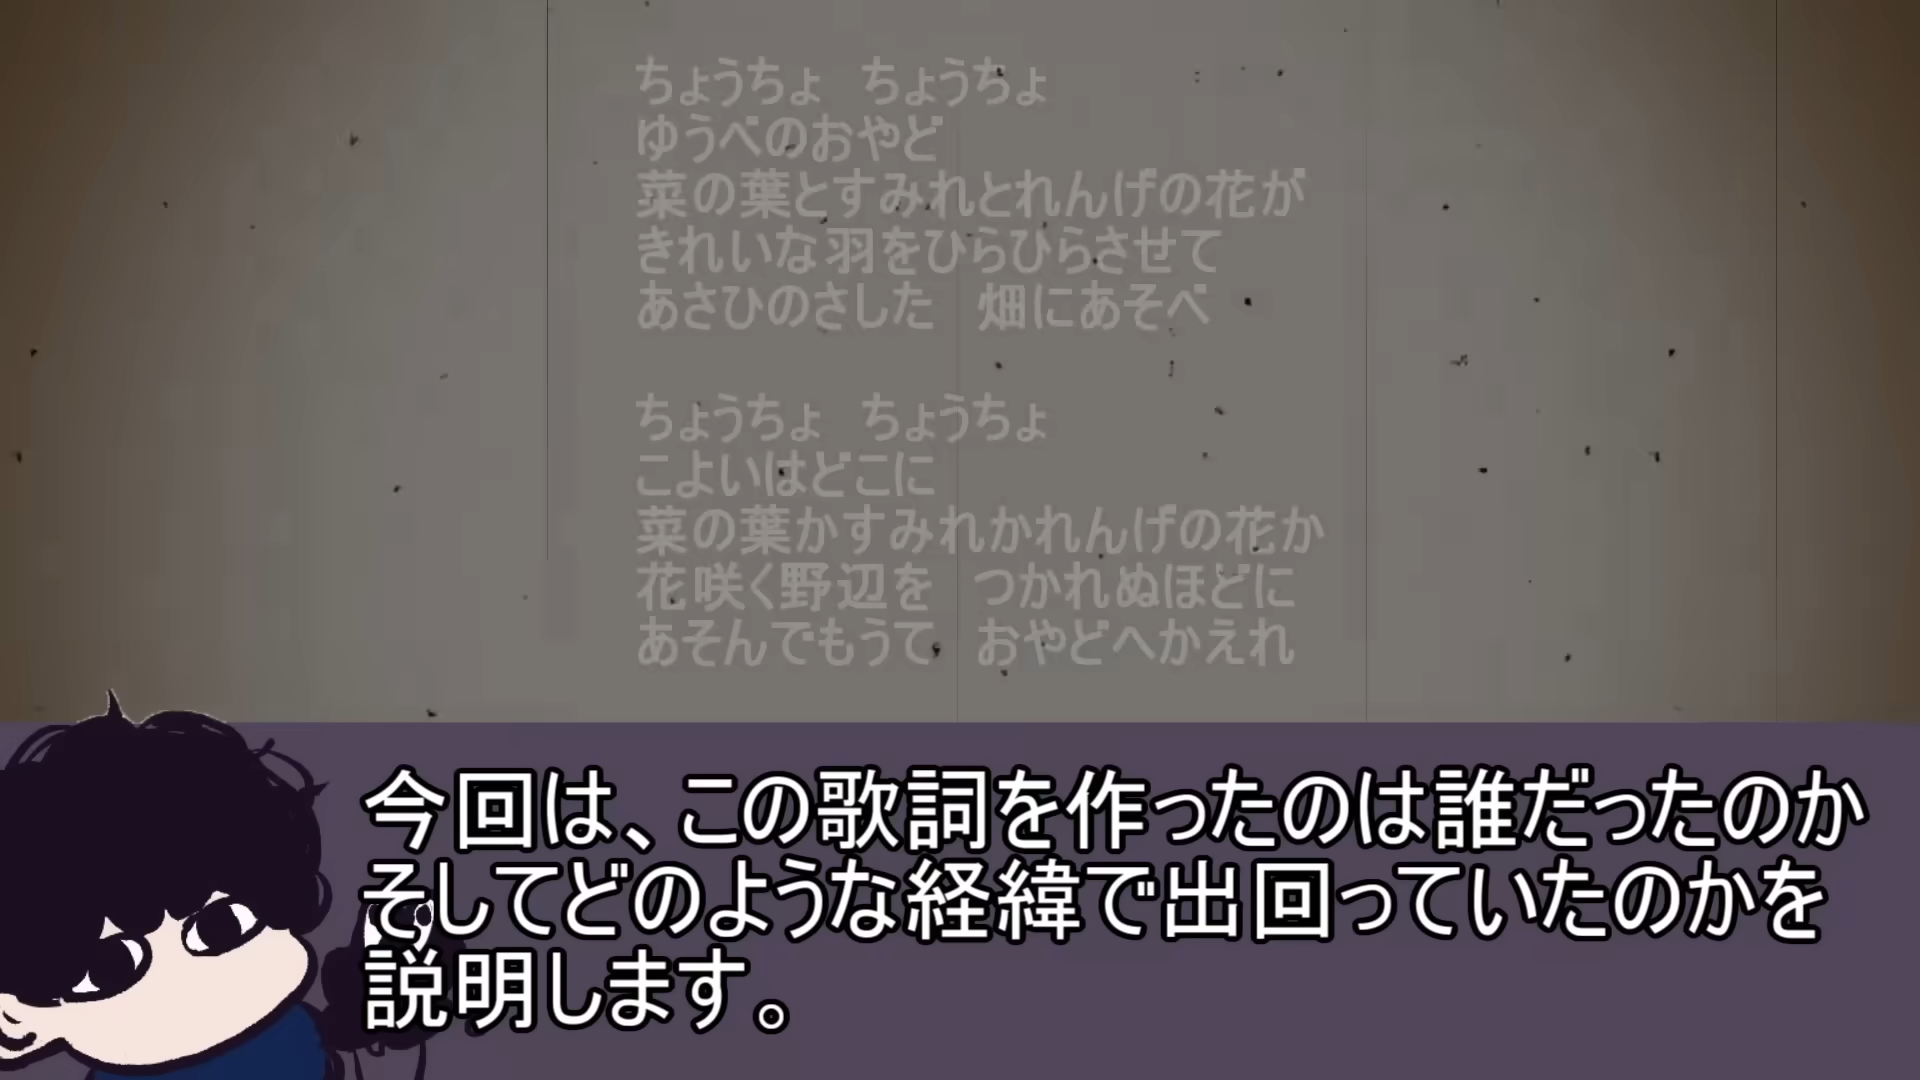 ちょうちょ　ちょうちょ
ゆうべのおやど
菜の葉とすみれとれんげの花が
きれいな羽をひらひらさせて
あさひのさした　畑にあそべ
ちょうちょ　ちょうちょ
こよいはどこに
菜の葉かすみれかれんげの花か
花咲く野辺を　つかれぬほどに
あそんでもうて　おやどへかえれ
今回は、この歌詞を作ったのは誰だったのか
そしてどのような経緯で出回っていたのかを
説明します。